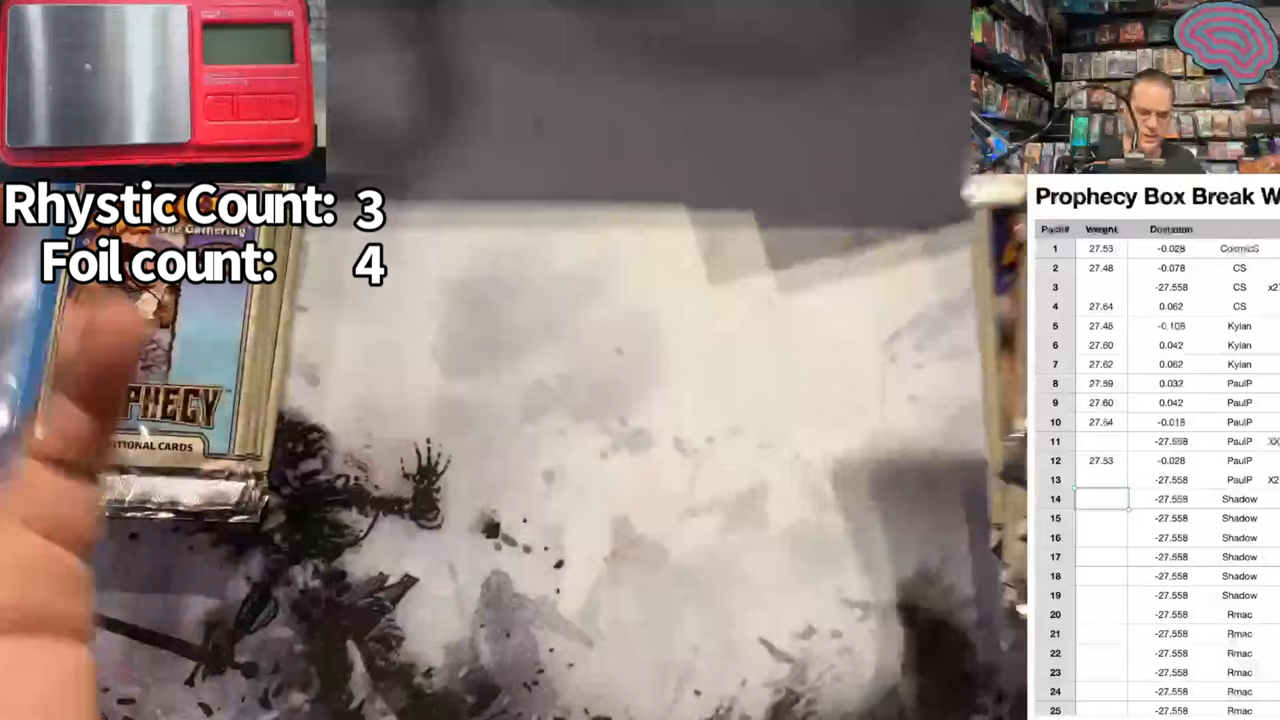 Rhystic Count: 3
Foil count: 4
The Gathering
PHECY
TIONAL CARDS
Prophecy Box Break W
Pack# Weight Deviation
1 27.53 -0.028 CosmicS
2 27.48 -0.078 CS
3 -27.558 CS x27
4 27.64 0.062 CS
5 27.45 -0.108 Kylan
6 27.60 0.042 Kylan
7 27.62 0.062 Kylan
8 27.59 0.032 PaulP
9 27.60 0.042 PaulP
10 27.54 -0.018 PaulP
11 -27.558 PaulP
12 27.53 -0.028 PaulP
13 -27.558 PaulP X2
14 -27.558 Shadow
15 -27.558 Shadow
16 -27.558 Shadow
17 -27.558 Shadow
18 -27.558 Shadow
19 -27.558 Shadow
20 -27.558 Rmac
21 -27.558 Rmac
22 -27.558 Rmac
23 -27.558 Rmac
24 -27.558 Rmac
25 -27.558 Rmac